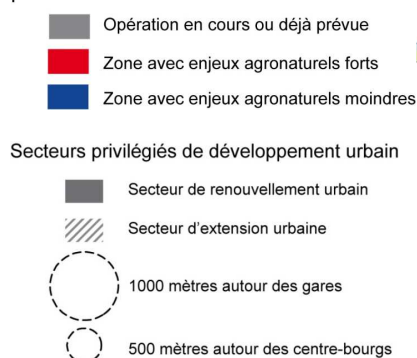 Opération en cours ou déjà prévue
Zone avec enjeux agronaturels forts
Zone avec enjeux agronaturels moindres
Secteurs privilégiés de développement urbain
Secteur de renouvellement urbain
Secteur d'extension urbaine
1000 mètres autour des gares
500 mètres autour des centre-bourgs